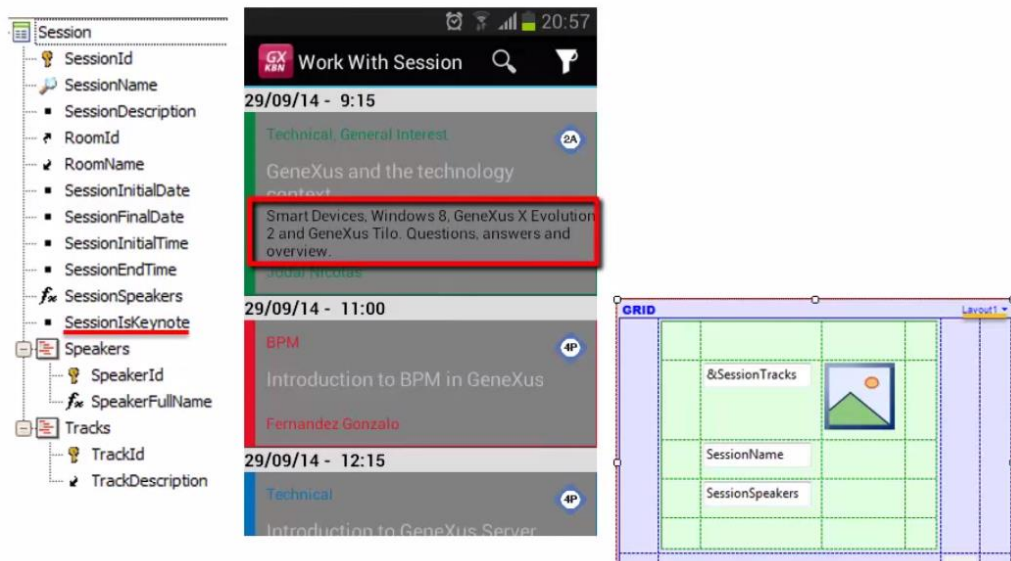 Session
SessionId
SessionName
SessionDescription
RoomId
RoomName
SessionInitialDate
SessionFinalDate
SessionInitialTime
SessionEndTime
fx SessionSpeakers
SessionIsKeynote
Speakers
SpeakerId
fx SpeakerFullName
Tracks
TrackId
TrackDescription
20:57
GX KBN Work With Session
29/09/14 - 9:15
Technical, General Interest
2A
GeneXus and the technology
context
Smart Devices, Windows 8, GeneXus X Evolution
2 and GeneXus Tilo. Questions, answers and
overview.
Jodal Nicolas
29/09/14 - 11:00
BPM
4P
Introduction to BPM in GeneXus
Fernandez Gonzalo
29/09/14 - 12:15
Technical
4P
Introduction to GeneXus Server
GRID
Layout1
&SessionTracks
SessionName
SessionSpeakers